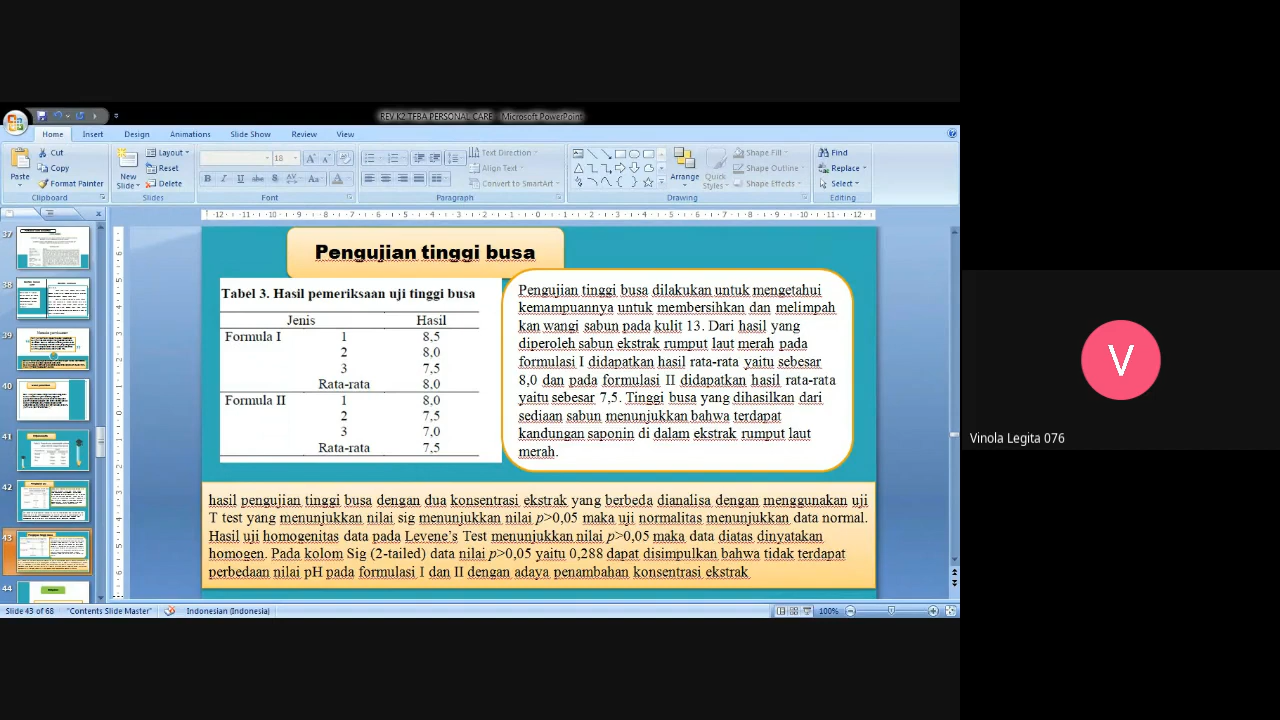 REV K2 TFBA PERSONAL CARE - Microsoft PowerPoint
Home Insert Design Animations Slide Show Review View
Paste
Cut
Copy
Format Painter
Clipboard
New Slide
Layout
Reset
Delete
Slides
18
Font
Text Direction
Align Text
Convert to SmartArt
Paragraph
Arrange
Quick Styles
Shape Fill
Shape Outline
Shape Effects
Drawing
Find
Replace
Select
Editing
37
38
39
40
41
42
43
44
Pengujian tinggi busa
Tabel 3. Hasil pemeriksaan uji tinggi busa
Jenis Hasil
Formula I 1 8,5
2 8,0
3 7,5
Rata-rata 8,0
Formula II 1 8,0
2 7,5
3 7,0
Rata-rata 7,5
Pengujian tinggi busa dilakukan untuk mengetahui
kemampuannya untuk membersihkan dan melimpah
kan wangi sabun pada kulit 13. Dari hasil yang
diperoleh sabun ekstrak rumput laut merah pada
formulasi I didapatkan hasil rata-rata yaitu sebesar
8,0 dan pada formulasi II didapatkan hasil rata-rata
yaitu sebesar 7,5. Tinggi busa yang dihasilkan dari
sediaan sabun menunjukkan bahwa terdapat
kandungan saponin di dalam ekstrak rumput laut
merah.
hasil pengujian tinggi busa dengan dua konsentrasi ekstrak yang berbeda dianalisa dengan menggunakan uji
T test yang menunjukkan nilai sig menunjukkan nilai p>0,05 maka uji normalitas menunjukkan data normal.
Hasil uji homogenitas data pada Levene's Test menunjukkan nilai p>0,05 maka data diatas dinyatakan
homogen. Pada kolom Sig (2-tailed) data nilai p>0,05 yaitu 0,288 dapat disimpulkan bahwa tidak terdapat
perbedaan nilai pH pada formulasi I dan II dengan adaya penambahan konsentrasi ekstrak
Slide 43 of 68 "Contents Slide Master" Indonesian (Indonesia) 100%
V
Vinola Legita 076